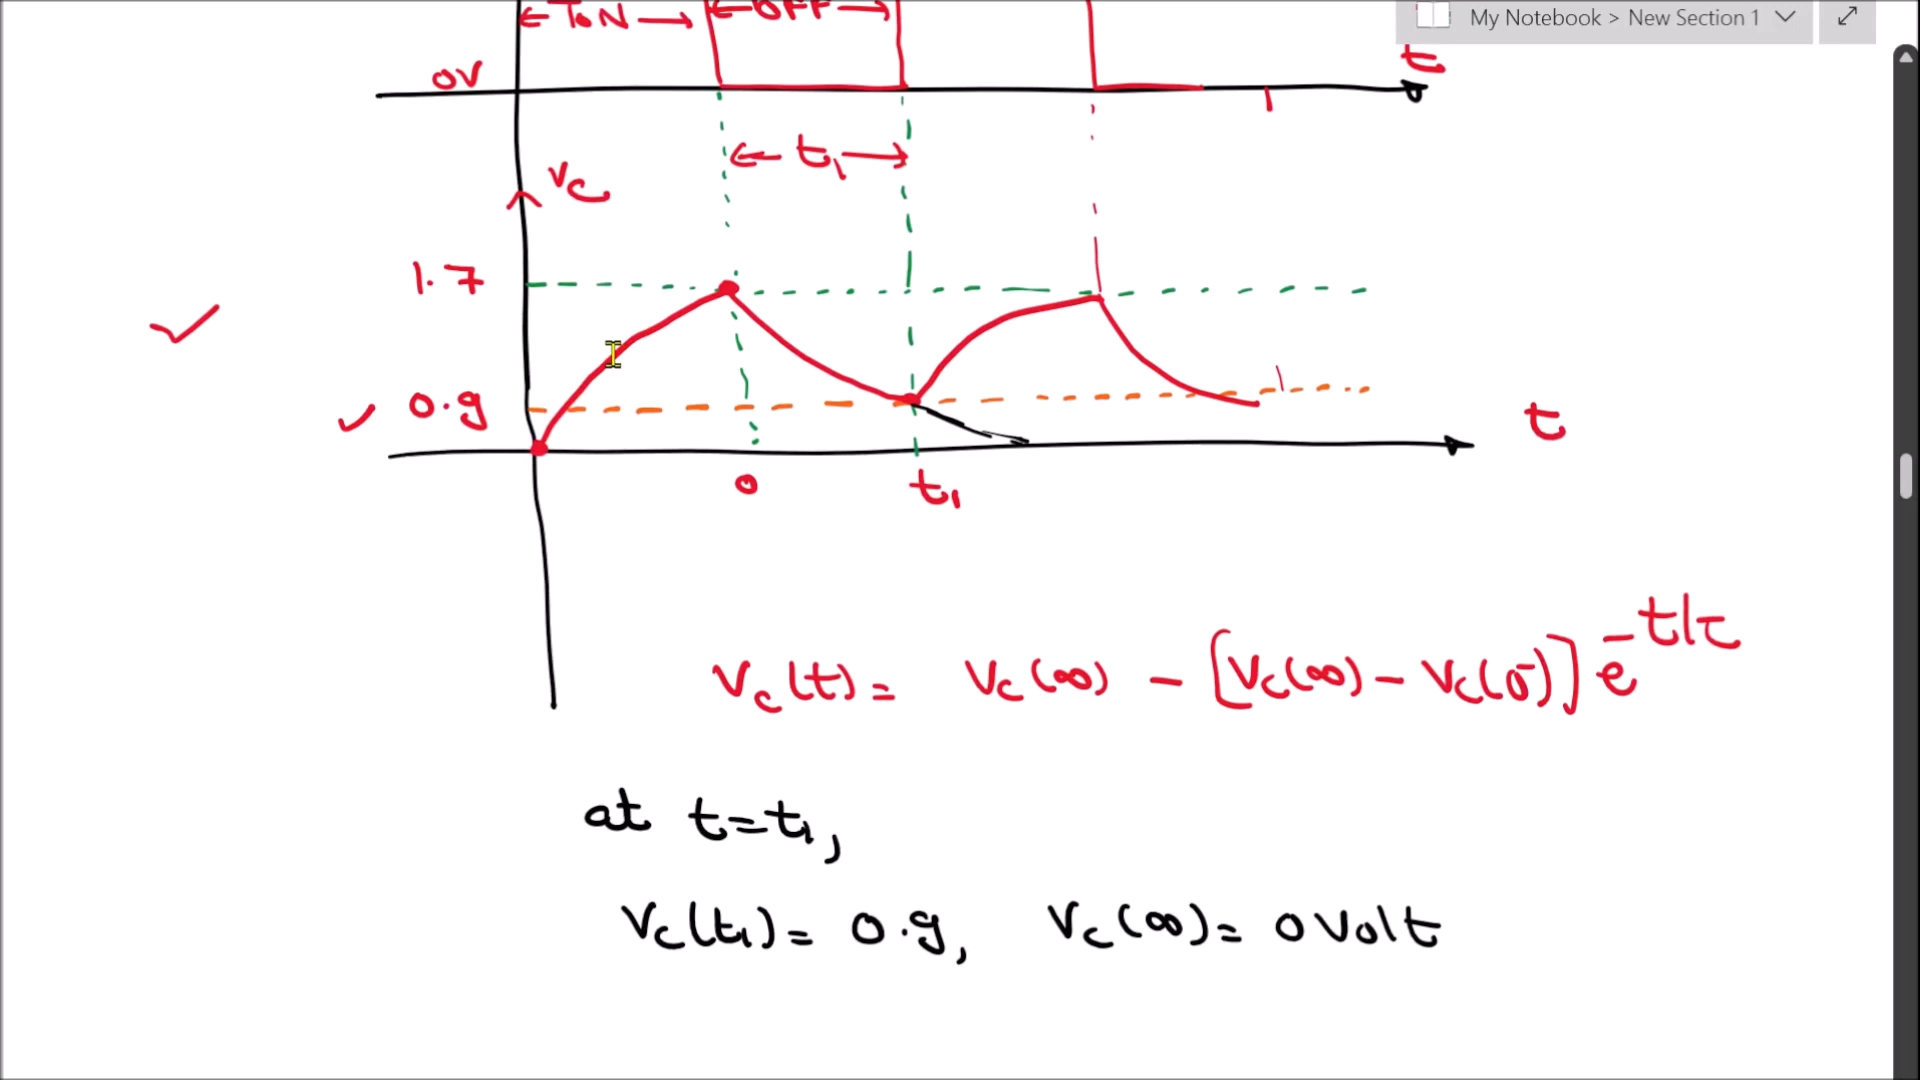 ← TON → ← OFF →
My Notebook > New Section 1
t
0V
← t₁ →
Vc
1.7
0.9
t
0 t₁
Vc(t) = Vc(∞) - [Vc(∞) - Vc(0⁻)] e^-t/τ
at t=t₁,
Vc(t₁) = 0.9, Vc(∞) = 0 Volt